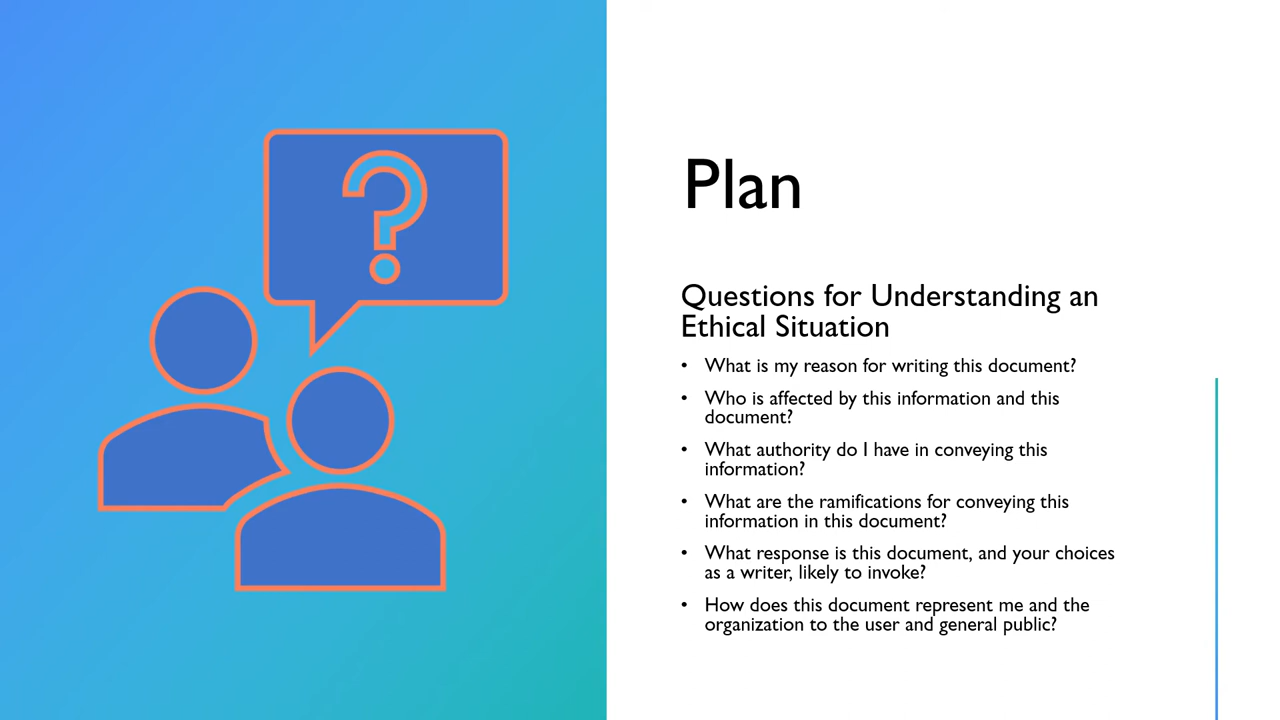 ?
Plan
Questions for Understanding an
Ethical Situation
• What is my reason for writing this document?
• Who is affected by this information and this
document?
• What authority do I have in conveying this
information?
• What are the ramifications for conveying this
information in this document?
• What response is this document, and your choices
as a writer, likely to invoke?
• How does this document represent me and the
organization to the user and general public?